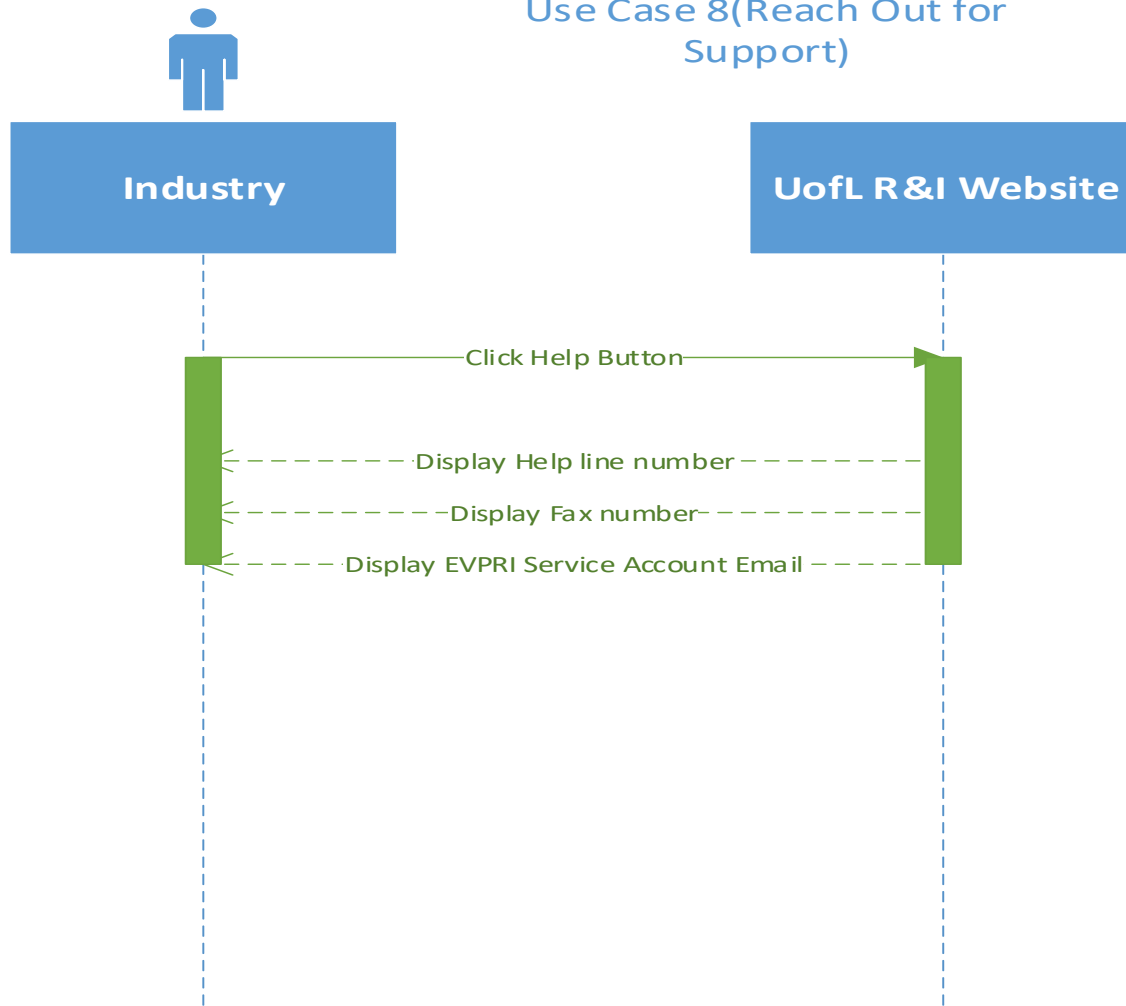 Use Case 8(Reach Out for
Support)
Industry
UofL R&I Website
Click Help Button
Display Help line number
Display Fax number
Display EVPRI Service Account Email